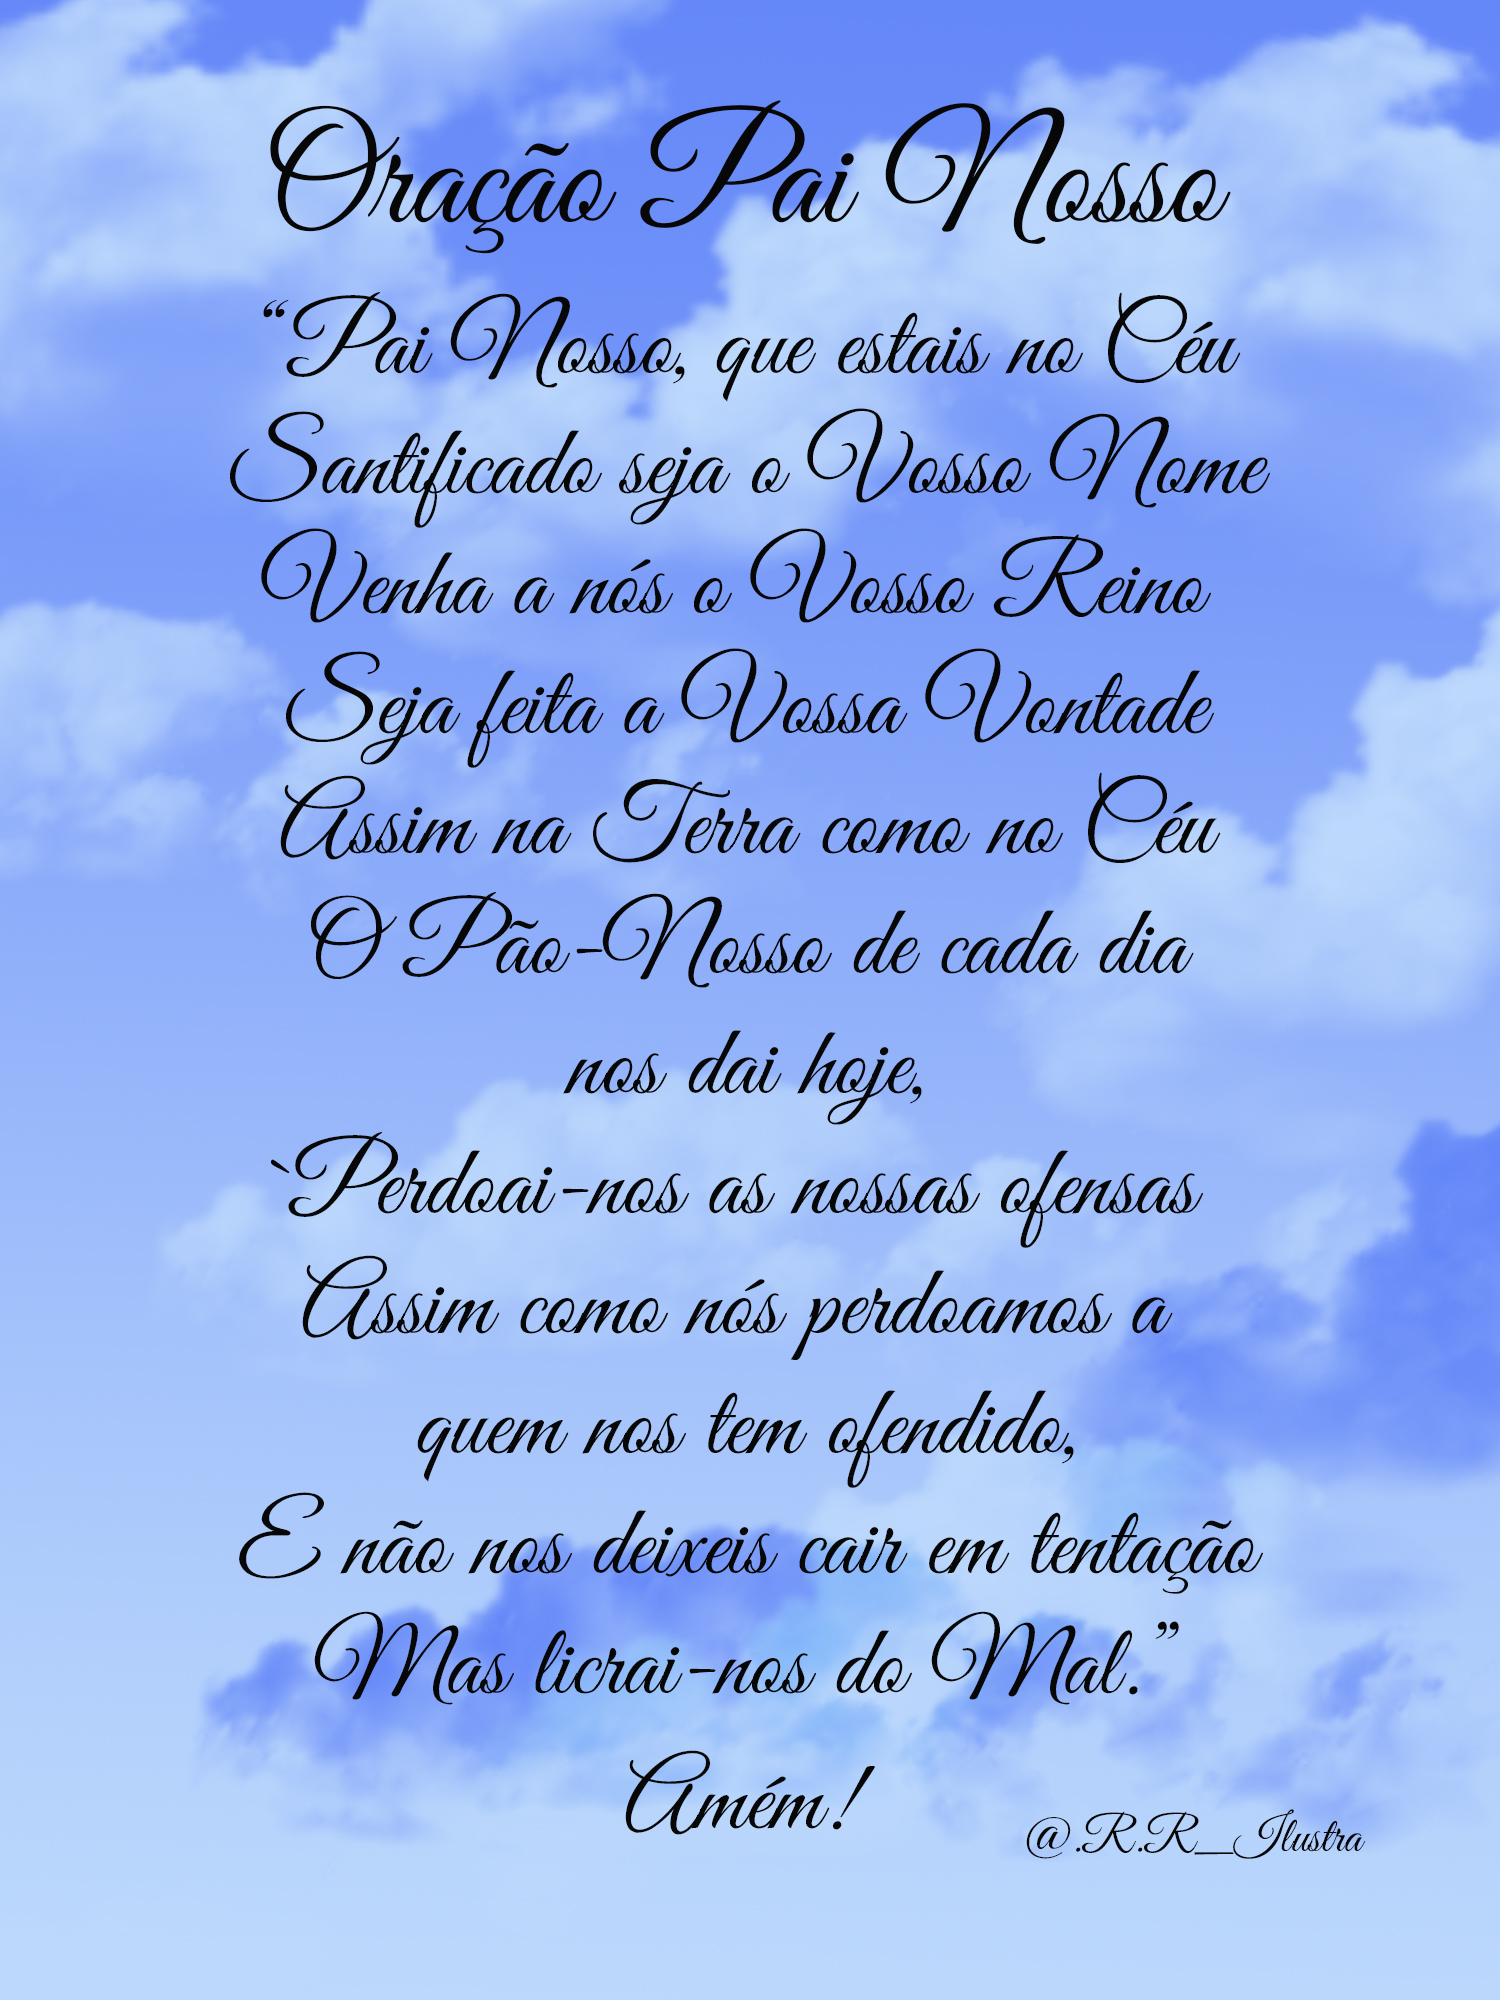 Oração Pai Nosso
“Pai Nosso, que estais no Céu
Santificado seja o Vosso Nome
Venha a nós o Vosso Reino
Seja feita a Vossa Vontade
Assim na Terra como no Céu
O Pão-Nosso de cada dia
nos dai hoje,
`Perdoai-nos as nossas ofensas
Assim como nós perdoamos a
quem nos tem ofendido,
E não nos deixeis cair em tentação
Mas licrai-nos do Mal.”
Amém!
@.R.R__Ilustra